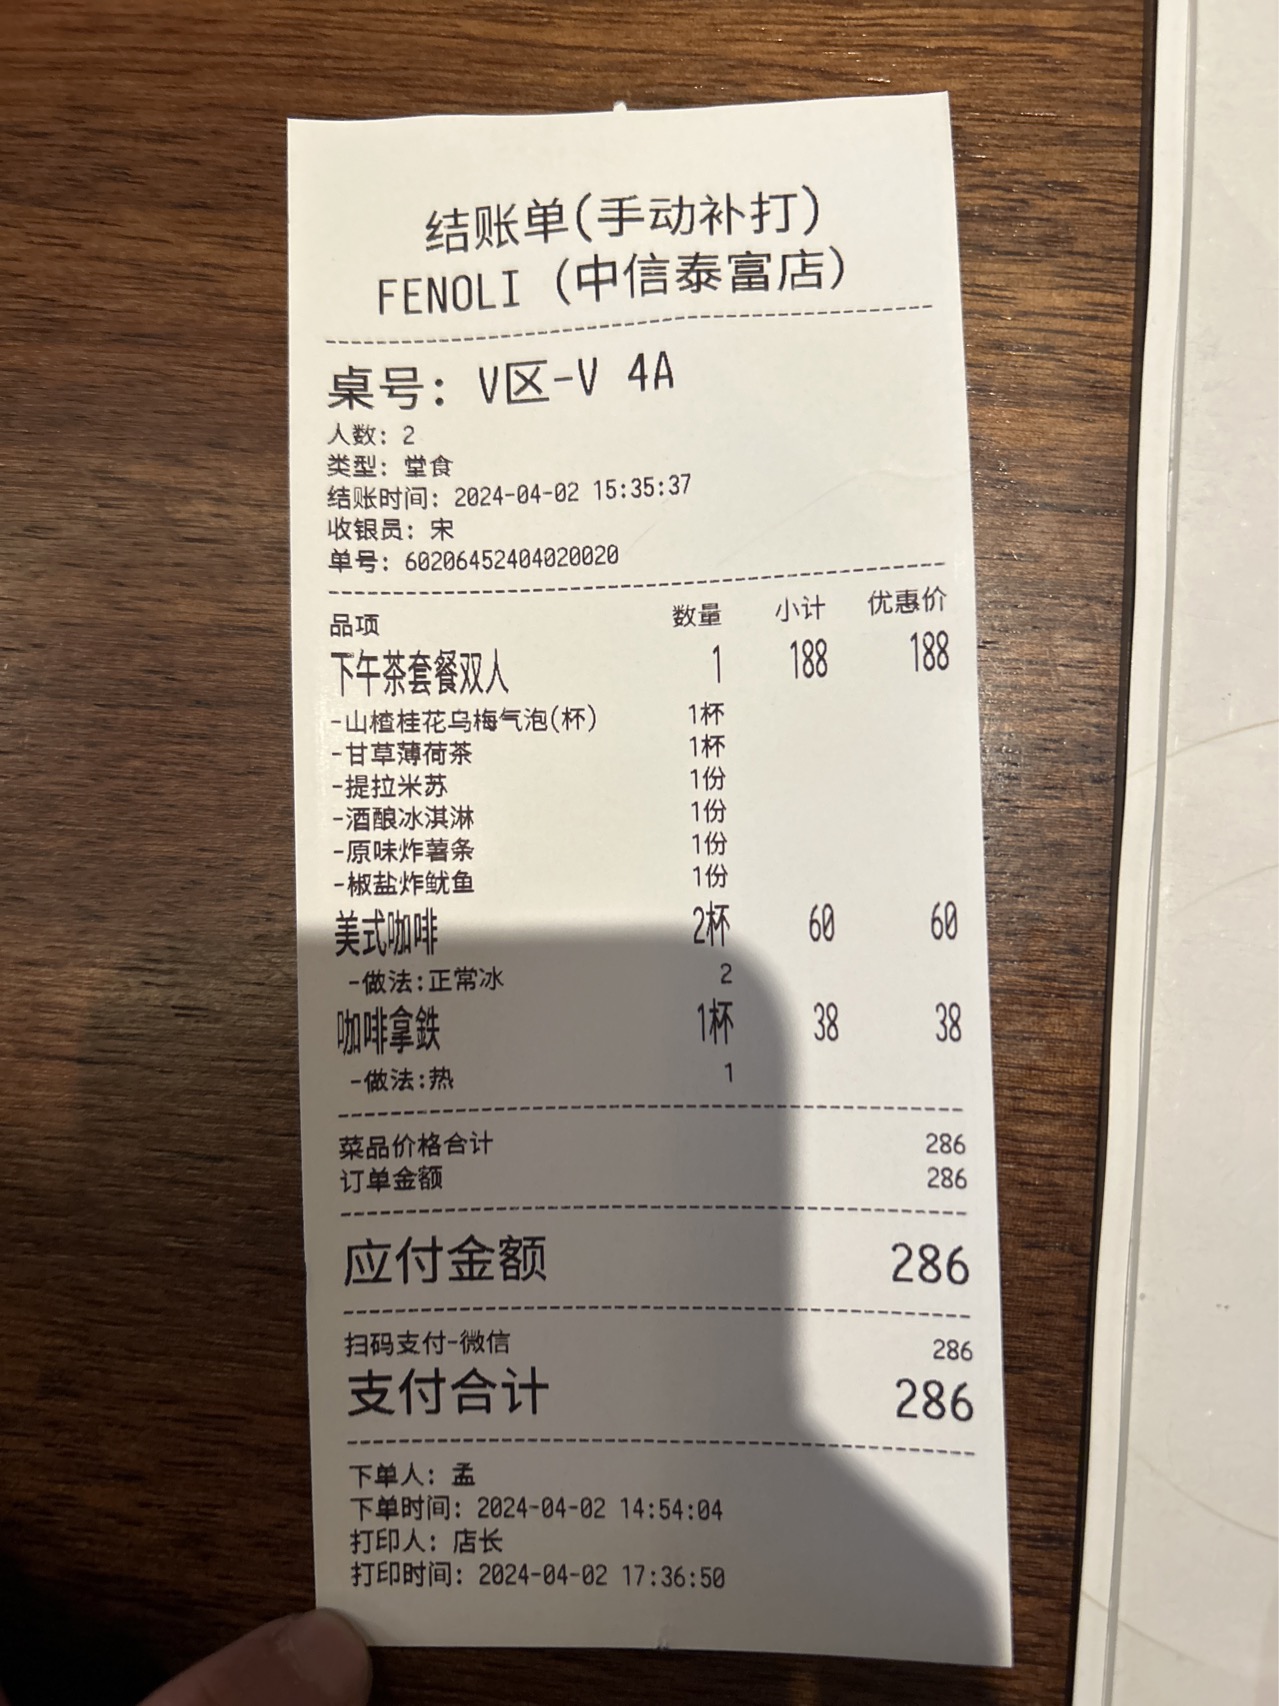 结账单(手动补打)
FENOLI (中信泰富店)
桌号: V区-V 4A
人数: 2
类型: 堂食
结账时间: 2024-04-02 15:35:37
收银员: 宋
单号: 60206452404020020
品项 数量 小计 优惠价
下午茶套餐双人 1 188 188
-山楂桂花乌梅气泡(杯) 1杯
-甘草薄荷茶 1杯
-提拉米苏 1份
-酒酿冰淇淋 1份
-原味炸薯条 1份
-椒盐炸鱿鱼 1份
美式咖啡 2杯 60 60
-做法:正常冰 2
咖啡拿鉄 1杯 38 38
-做法:热 1
菜品价格合计 286
订单金额 286
应付金额 286
扫码支付-微信 286
支付合计 286
下单人: 孟
下单时间: 2024-04-02 14:54:04
打印人: 店长
打印时间: 2024-04-02 17:36:50